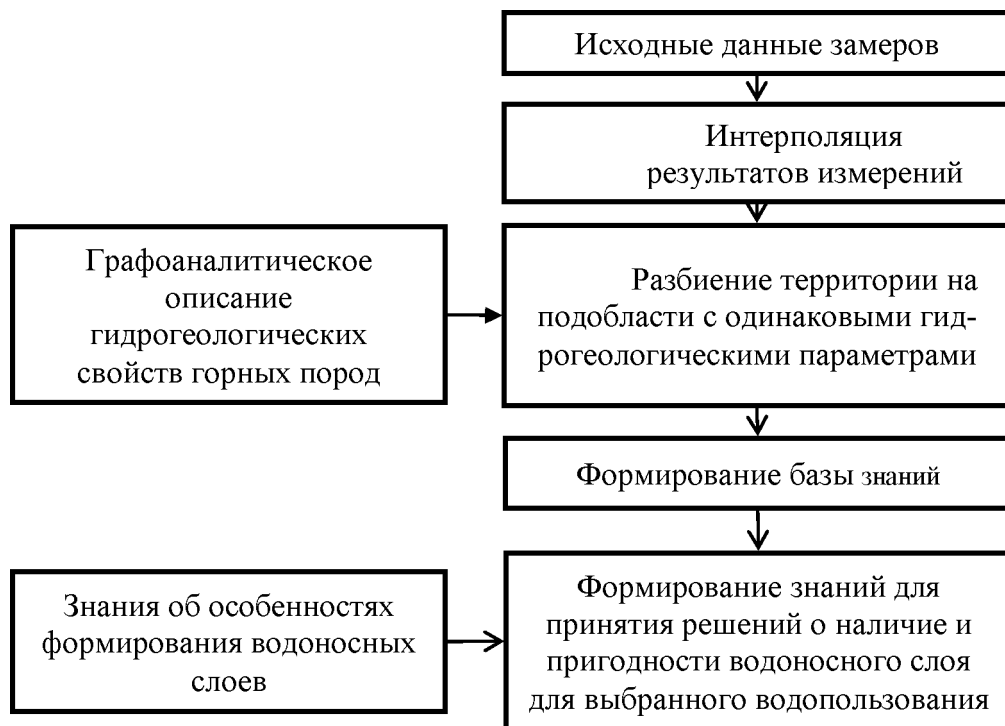 Исходные данные замеров
Интерполяция
результатов измерений
Графоаналитическое
описание
гидрогеологических
свойств горных пород
Разбиение территории на
подобласти с одинаковыми гид-
рогеологическими параметрами
Формирование базы знаний
Знания об особенностях
формирования водоносных
слоев
Формирование знаний для
принятия решений о наличие и
пригодности водоносного слоя
для выбранного водопользования